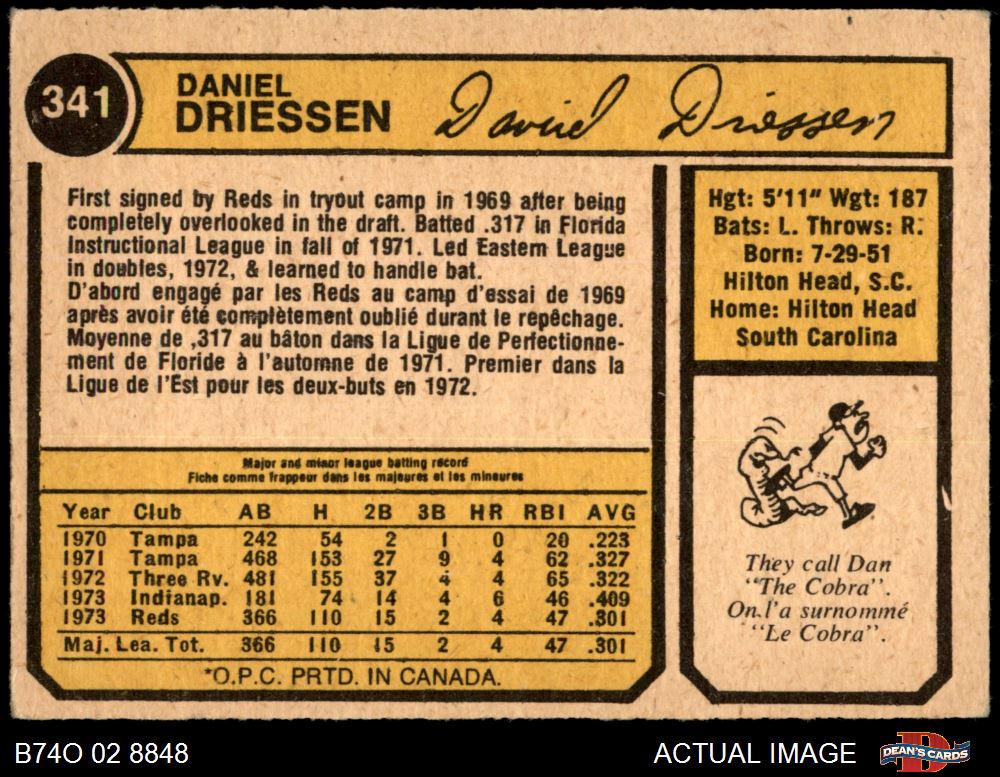 341
DANIEL
DRIESSEN
Daniel Driessen
First signed by Reds in tryout camp in 1969 after being
completely overlooked in the draft. Batted .317 in Florida
Instructional League in fall of 1971. Led Eastern League
in doubles, 1972, & learned to handle bat.
D'abord engagé par les Reds au camp d'essai de 1969
après avoir été complètement oublié durant le repêchage.
Moyenne de ,317 au bâton dans la Ligue de Perfectionne-
ment de Floride à l'automne de 1971. Premier dans la
Ligue de l'Est pour les deux-buts en 1972.
Hgt: 5'11" Wgt: 187
Bats: L. Throws: R.
Born: 7-29-51
Hilton Head, S.C.
Home: Hilton Head
South Carolina
Major and minor league batting record
Fiche comme frappeur dans les majeures et les mineures
Year Club AB H 2B 3B HR RBI AVG
1970 Tampa 242 54 2 1 0 20 .223
1971 Tampa 468 153 27 9 4 62 .327
1972 Three Rv. 481 155 37 4 4 65 .322
1973 Indianap. 181 74 14 4 6 46 .409
1973 Reds 366 110 15 2 4 47 .301
Maj. Lea. Tot. 366 110 15 2 4 47 .301
*O.P.C. PRTD. IN CANADA.
They call Dan
"The Cobra".
On l'a surnommé
"Le Cobra".
B74O 02 8848
ACTUAL IMAGE
DEAN'S CARDS